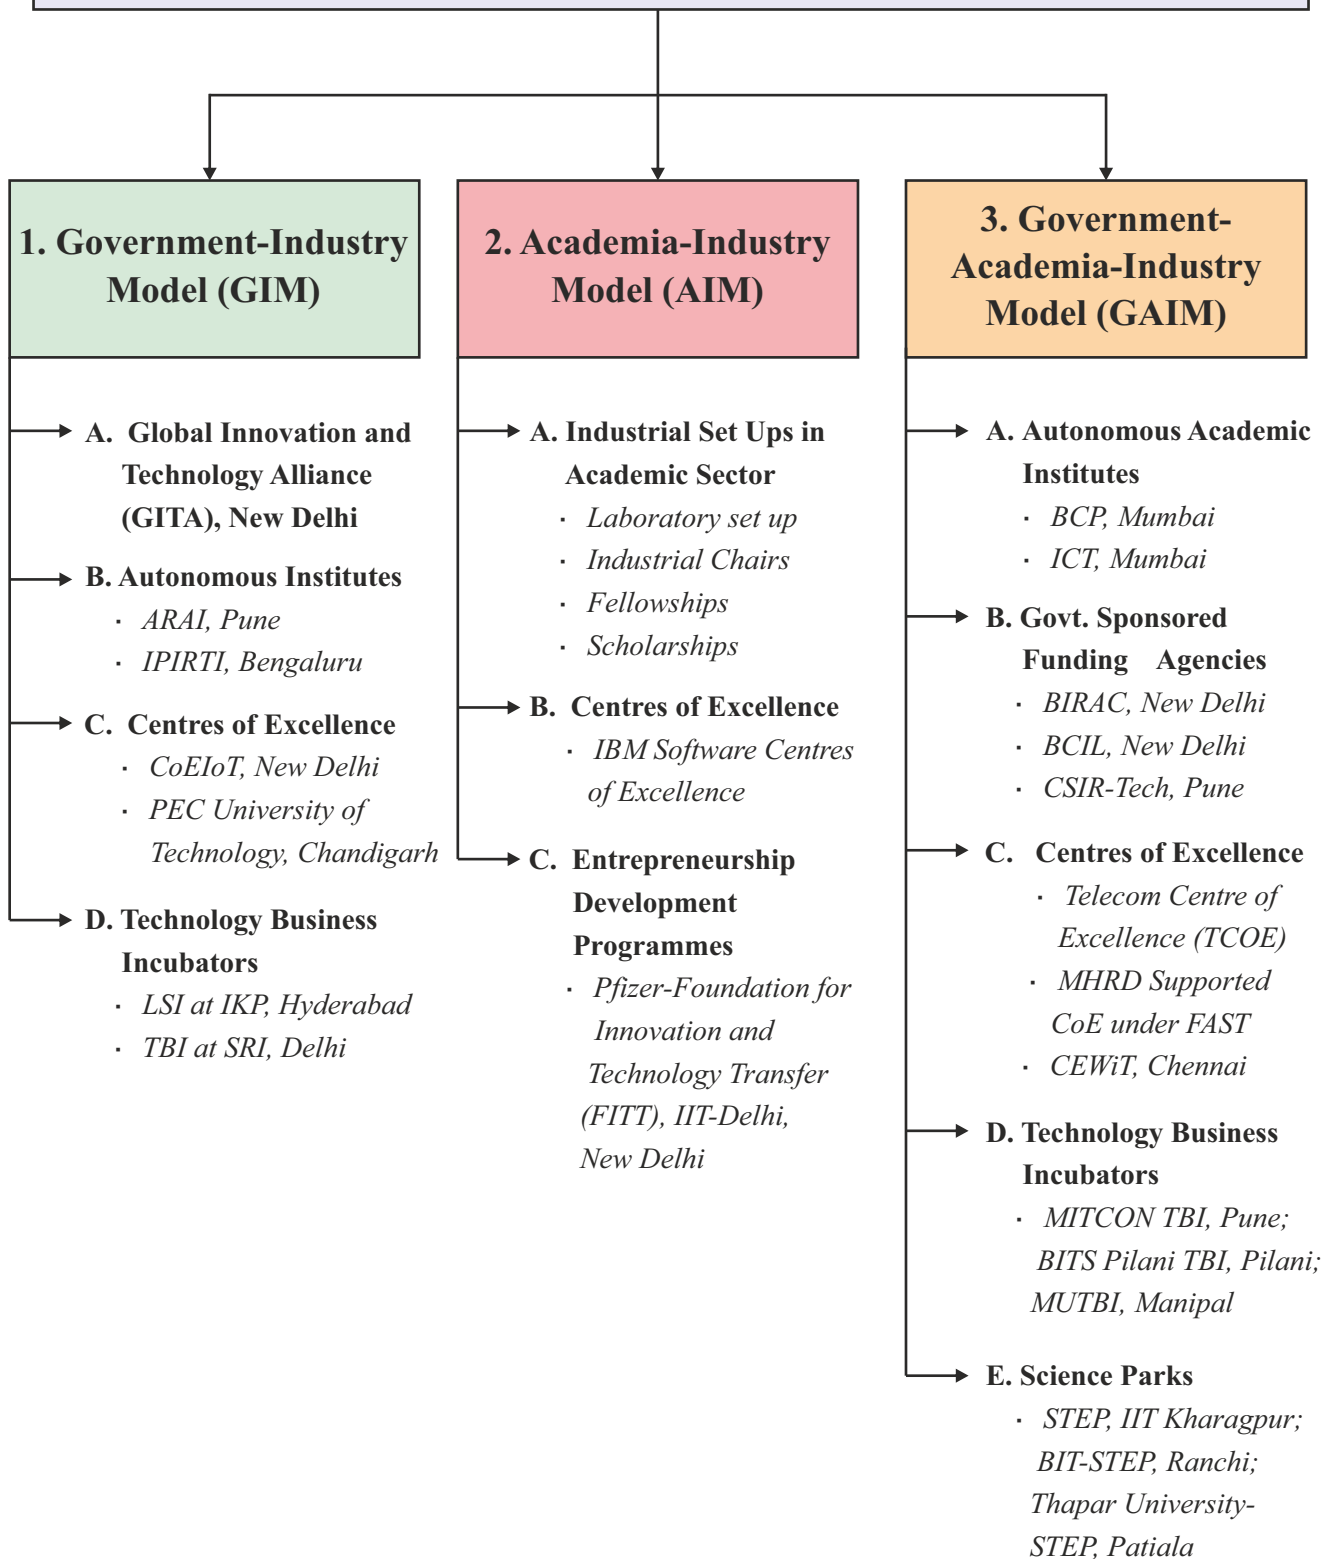 1. Government-Industry
Model (GIM)
A. Global Innovation and
Technology Alliance
(GITA), New Delhi
B. Autonomous Institutes
· ARAI, Pune
· IPIRTI, Bengaluru
C. Centres of Excellence
· CoEIoT, New Delhi
· PEC University of
Technology, Chandigarh
D. Technology Business
Incubators
· LSI at IKP, Hyderabad
· TBI at SRI, Delhi
2. Academia-Industry
Model (AIM)
A. Industrial Set Ups in
Academic Sector
· Laboratory set up
· Industrial Chairs
· Fellowships
· Scholarships
B. Centres of Excellence
· IBM Software Centres
of Excellence
C. Entrepreneurship
Development
Programmes
· Pfizer-Foundation for
Innovation and
Technology Transfer
(FITT), IIT-Delhi,
New Delhi
3. Government-
Academia-Industry
Model (GAIM)
A. Autonomous Academic
Institutes
· BCP, Mumbai
· ICT, Mumbai
B. Govt. Sponsored
Funding Agencies
· BIRAC, New Delhi
· BCIL, New Delhi
· CSIR-Tech, Pune
C. Centres of Excellence
· Telecom Centre of
Excellence (TCOE)
· MHRD Supported
CoE under FAST
· CEWiT, Chennai
D. Technology Business
Incubators
· MITCON TBI, Pune;
BITS Pilani TBI, Pilani;
MUTBI, Manipal
E. Science Parks
· STEP, IIT Kharagpur;
BIT-STEP, Ranchi;
Thapar University-
STEP, Patiala